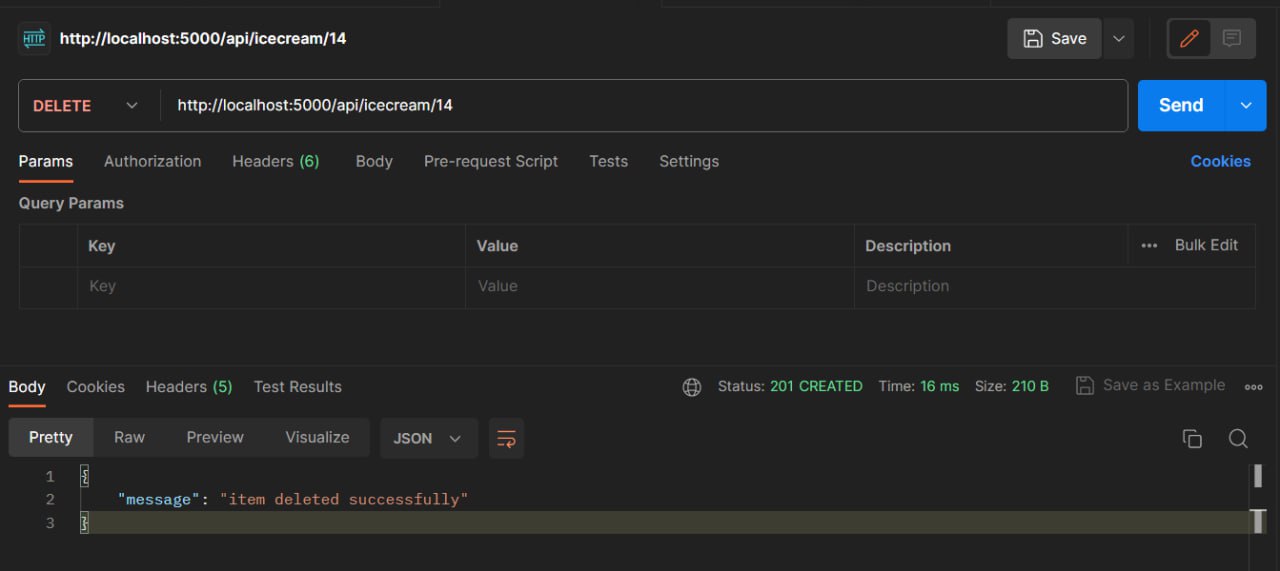 HTTP http://localhost:5000/api/icecream/14 Save
DELETE http://localhost:5000/api/icecream/14 Send
Params Authorization Headers (6) Body Pre-request Script Tests Settings Cookies
Query Params
Key Value Description ••• Bulk Edit
Key Value Description
Body Cookies Headers (5) Test Results Status: 201 CREATED Time: 16 ms Size: 210 B Save as Example
Pretty Raw Preview Visualize JSON
1 {
2 "message": "item deleted successfully"
3 }